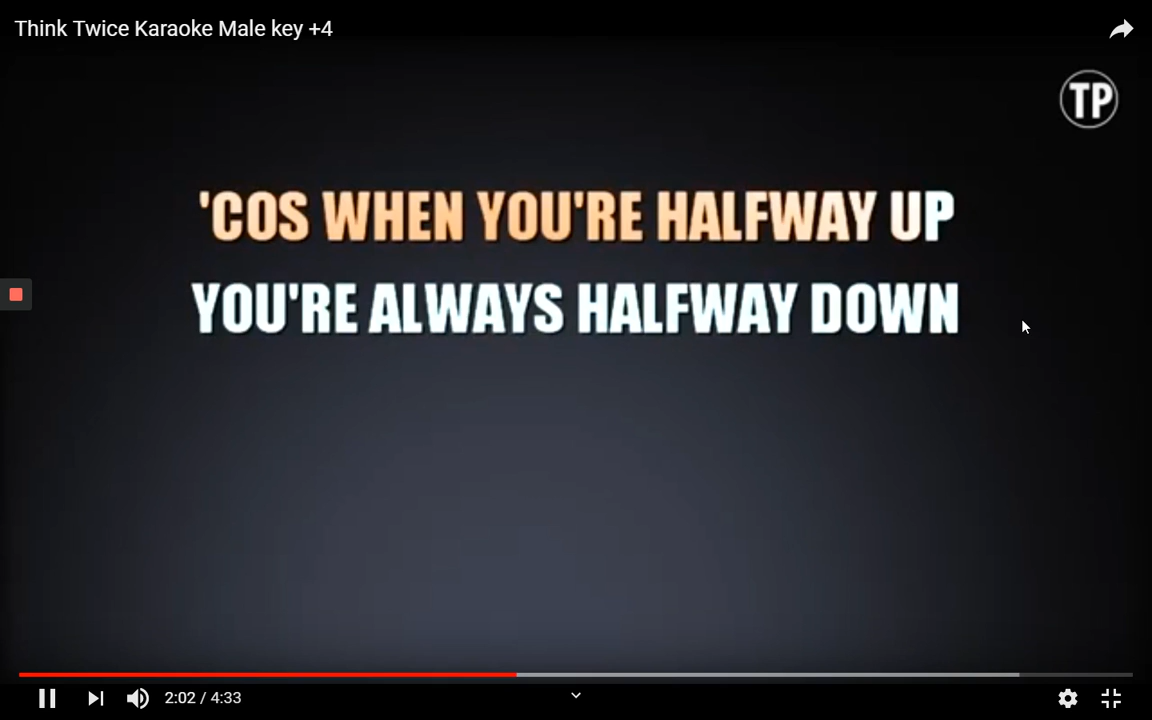 Think Twice Karaoke Male key +4
TP
'COS WHEN YOU'RE HALFWAY UP
YOU'RE ALWAYS HALFWAY DOWN
2:02 / 4:33